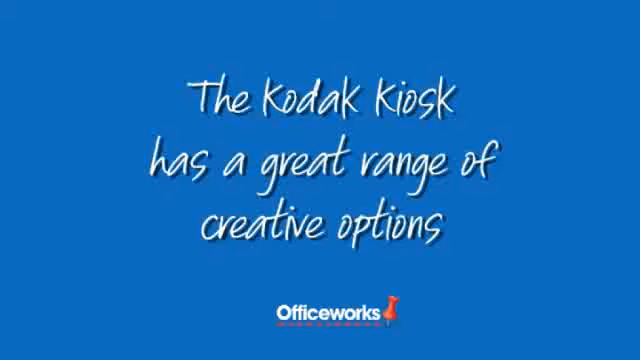 The Kodak Kiosk
has a great range of
creative options
Officeworks